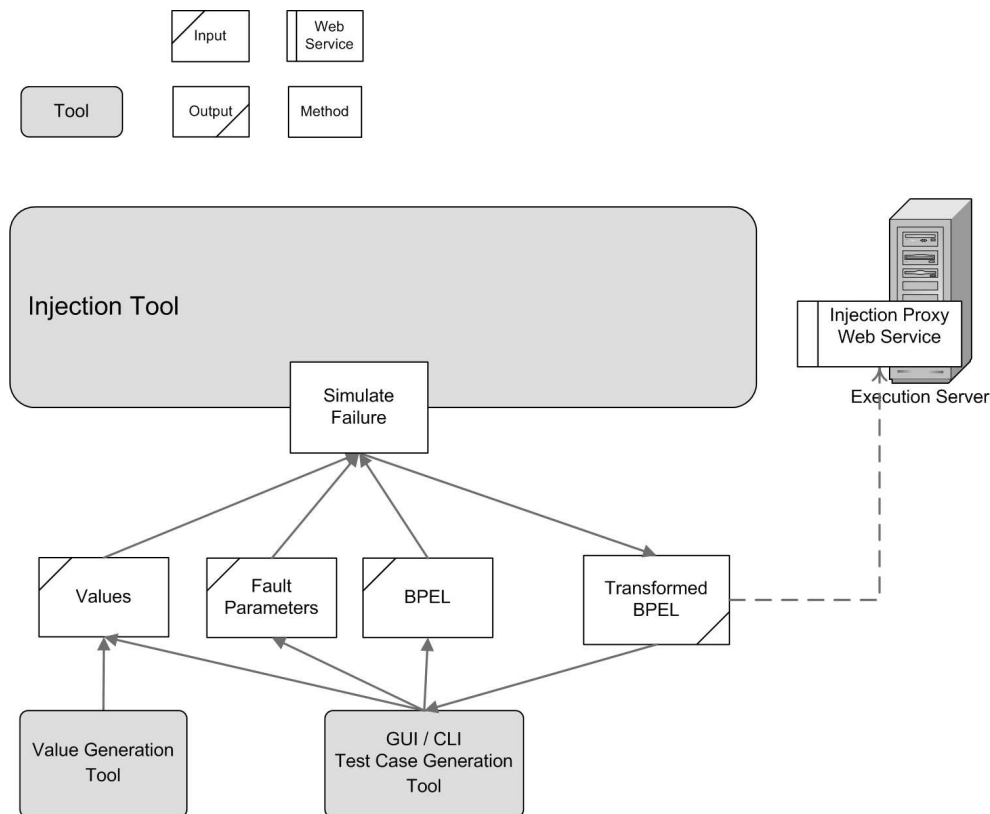 Input
Web
Service
Tool
Output
Method
Injection Tool
Injection Proxy
Web Service
Execution Server
Simulate
Failure
Values
Fault
Parameters
BPEL
Transformed
BPEL
Value Generation
Tool
GUI / CLI
Test Case Generation
Tool